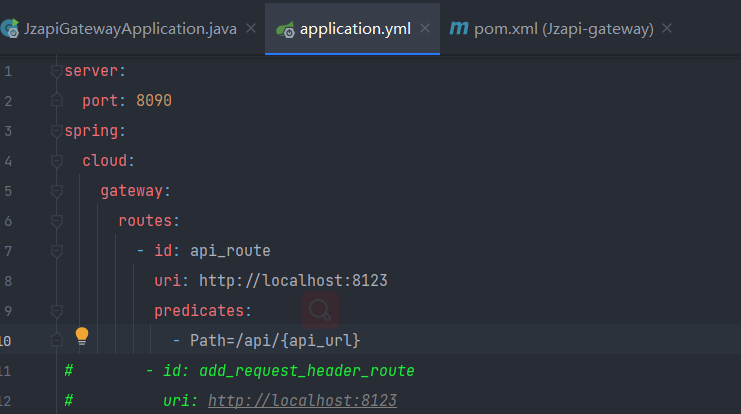 JzapiGatewayApplication.java application.yml pom.xml (Jzapi-gateway)
1 server:
2   port: 8090
3 spring:
4   cloud:
5     gateway:
6       routes:
7         - id: api_route
8           uri: http://localhost:8123
9           predicates:
10             - Path=/api/{api_url}
11 #        - id: add_request_header_route
12 #          uri: http://localhost:8123